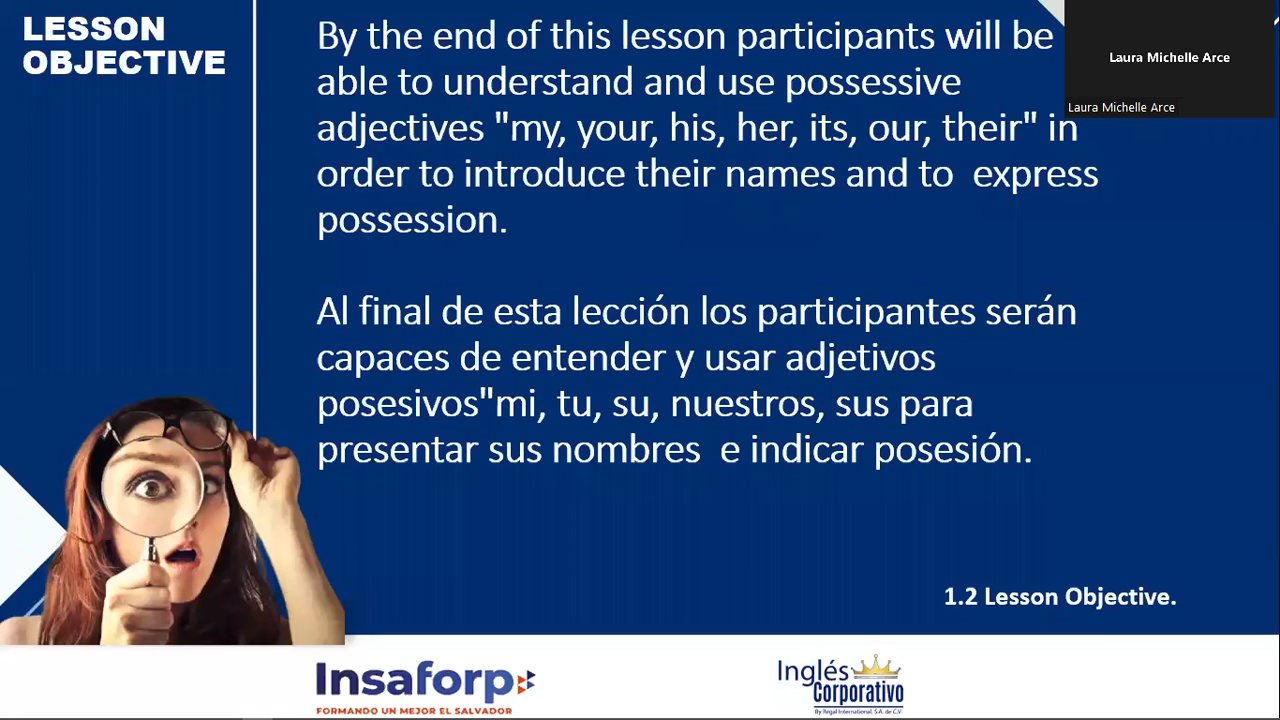 LESSON
OBJECTIVE
By the end of this lesson participants will be
able to understand and use possessive
adjectives "my, your, his, her, its, our, their" in
order to introduce their names and to  express
possession.
Al final de esta lección los participantes serán
capaces de entender y usar adjetivos
posesivos"mi, tu, su, nuestros, sus para
presentar sus nombres  e indicar posesión.
Laura Michelle Arce
Laura Michelle Arce
1.2 Lesson Objective.
Insaforp
FORMANDO UN MEJOR EL SALVADOR
Inglés
Corporativo
By Regal International, S.A. de C.V.